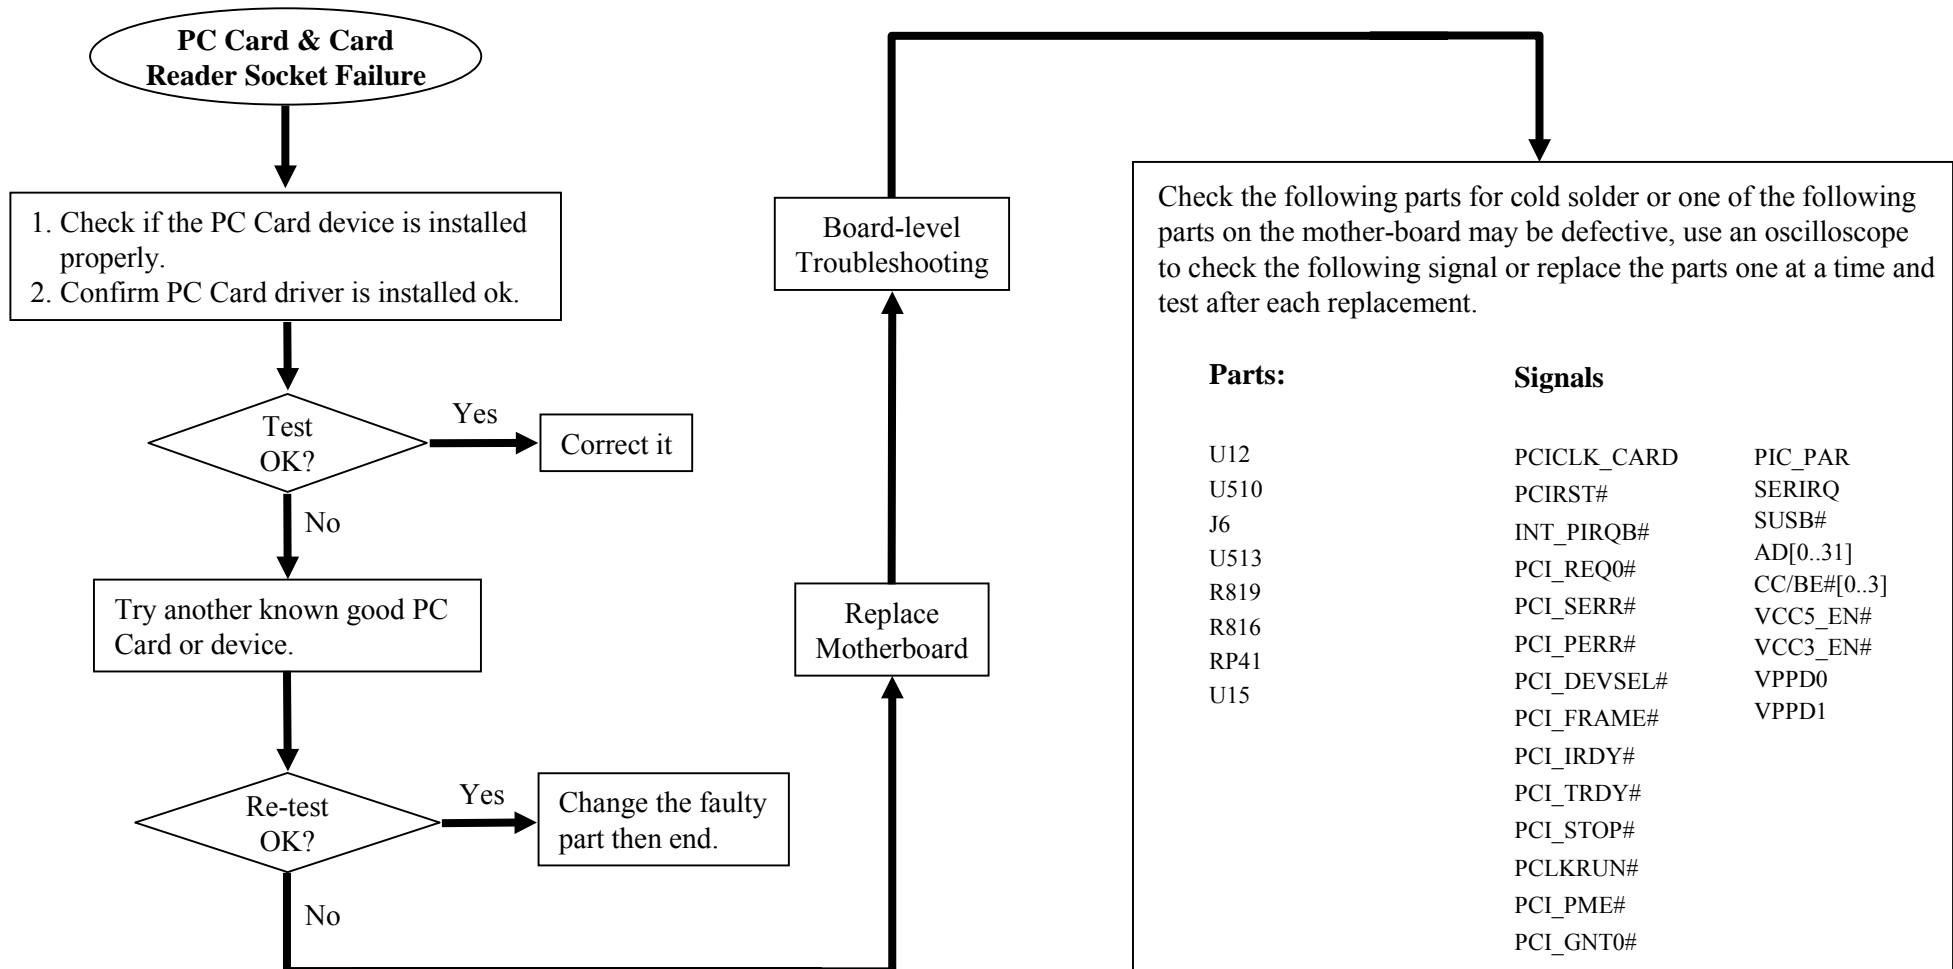 PC Card & Card
Reader Socket Failure
1. Check if the PC Card device is installed
properly.
2. Confirm PC Card driver is installed ok.
Test
OK?
Yes
Correct it
No
Try another known good PC
Card or device.
Re-test
OK?
Yes
Change the faulty
part then end.
No
Board-level
Troubleshooting
Replace
Motherboard
Check the following parts for cold solder or one of the following
parts on the mother-board may be defective, use an oscilloscope
to check the following signal or replace the parts one at a time and
test after each replacement.
Parts:
U12
U510
J6
U513
R819
R816
RP41
U15
Signals
PCICLK_CARD
PCIRST#
INT_PIRQB#
PCI_REQ0#
PCI_SERR#
PCI_PERR#
PCI_DEVSEL#
PCI_FRAME#
PCI_IRDY#
PCI_TRDY#
PCI_STOP#
PCLKRUN#
PCI_PME#
PCI_GNT0#
PIC_PAR
SERIRQ
SUSB#
AD[0..31]
CC/BE#[0..3]
VCC5_EN#
VCC3_EN#
VPPD0
VPPD1